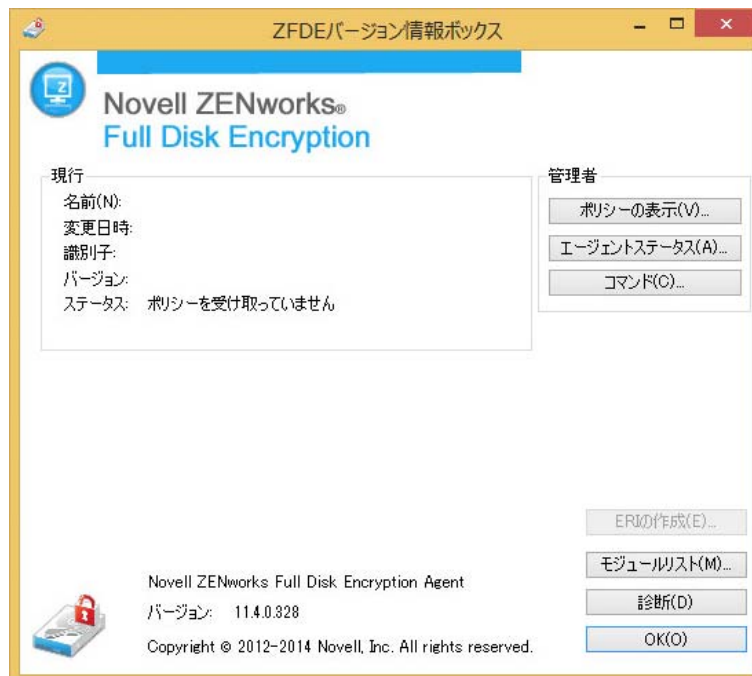 ZFDEバージョン情報ボックス
Z
Novell ZENworks®
Full Disk Encryption
現行
名前(N):
変更日時:
識別子:
バージョン:
ステータス: ポリシーを受け取っていません
管理者
ポリシーの表示(V)...
エージェントステータス(A)...
コマンド(C)...
ERIの作成(E)...
モジュールリスト(M)...
診断(D)
OK(O)
Novell ZENworks Full Disk Encryption Agent
バージョン: 11.4.0.328
Copyright © 2012-2014 Novell, Inc. All rights reserved.